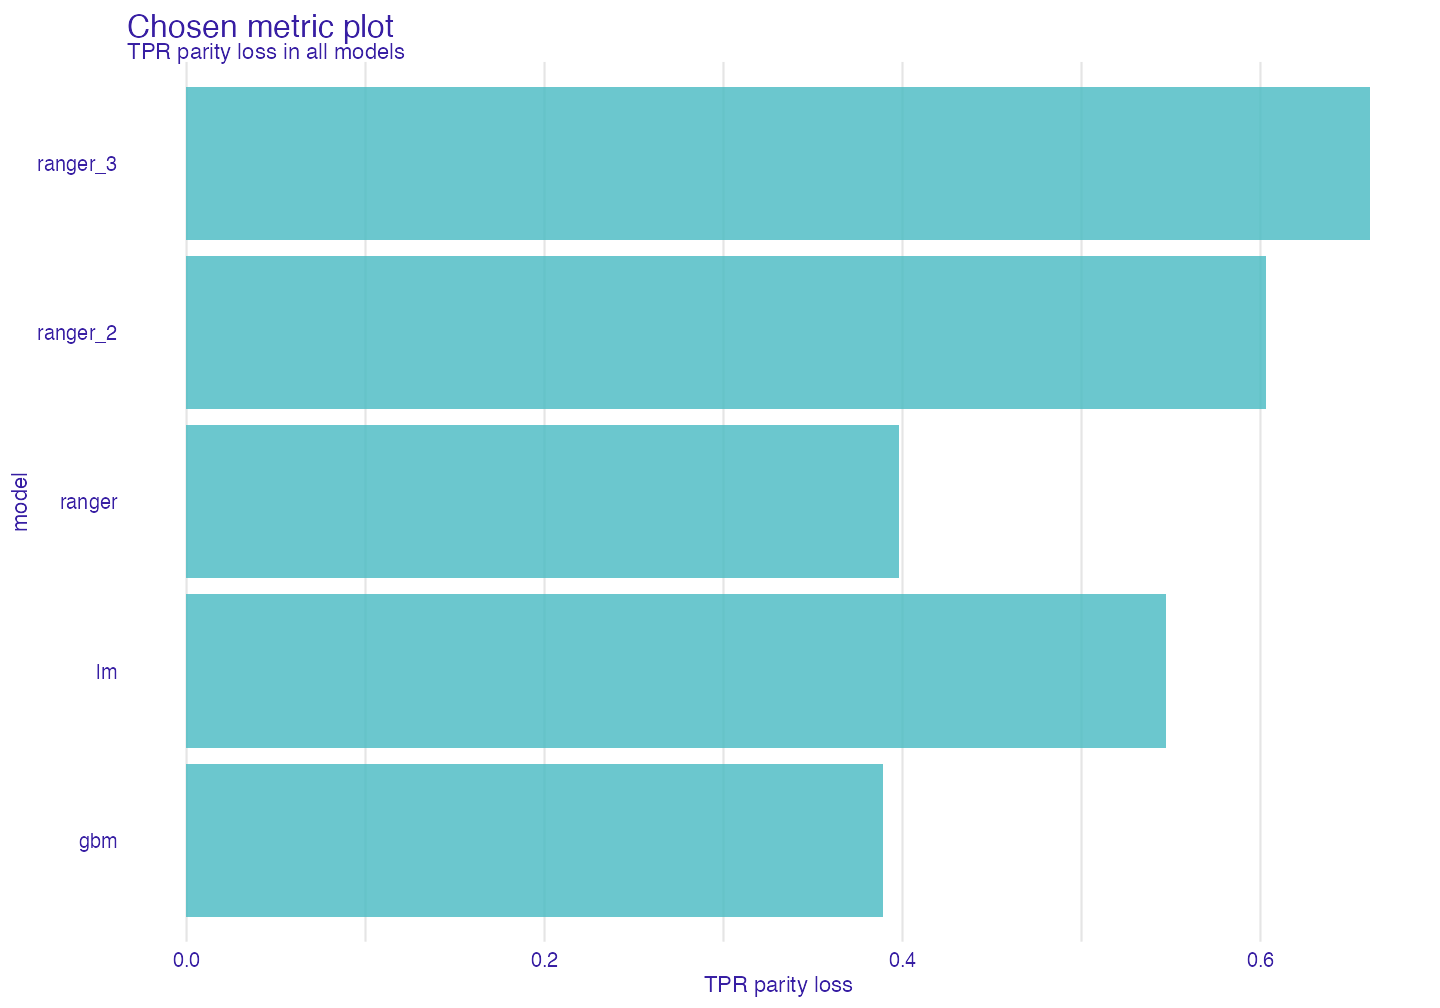 Chosen metric plot
TPR parity loss in all models
ranger_3
ranger_2
ranger
lm
gbm
model
0.0
0.2
0.4
0.6
TPR parity loss